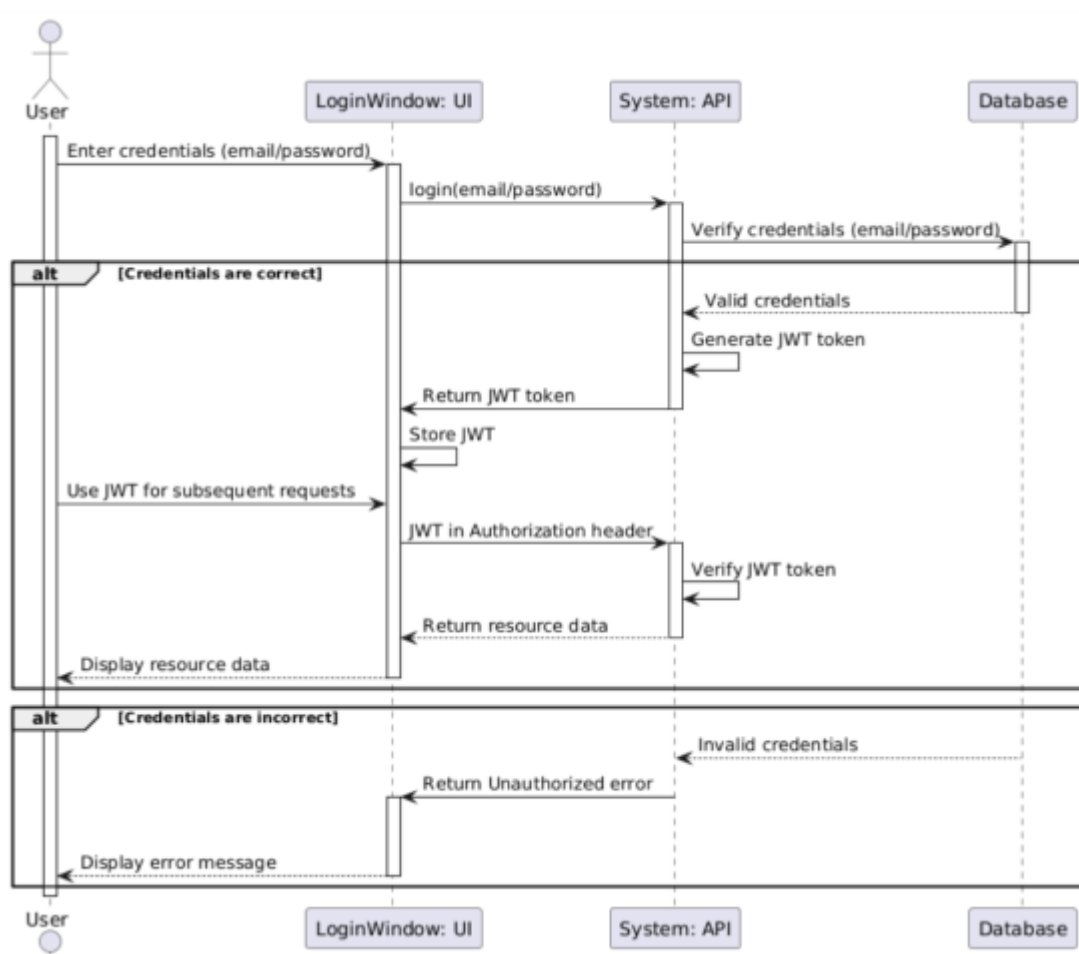 User
LoginWindow: UI
System: API
Database
Enter credentials (email/password)
login(email/password)
Verify credentials (email/password)
alt
[Credentials are correct]
Valid credentials
Generate JWT token
Return JWT token
Store JWT
Use JWT for subsequent requests
JWT in Authorization header
Verify JWT token
Return resource data
Display resource data
alt
[Credentials are incorrect]
Invalid credentials
Return Unauthorized error
Display error message
User
LoginWindow: UI
System: API
Database